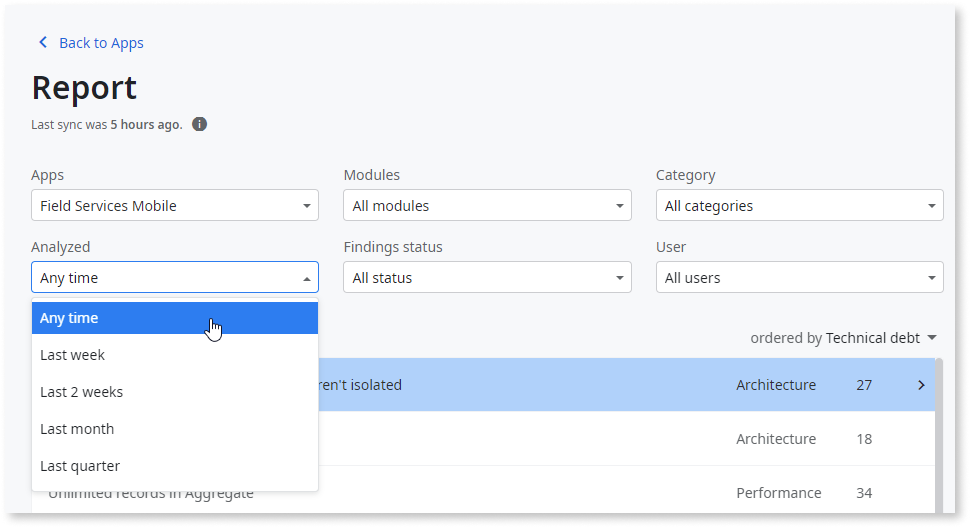 Back to Apps
Report
Last sync was 5 hours ago.
Apps
Modules
Category
Field Services Mobile
All modules
All categories
Analyzed
Findings status
User
Any time
All status
All users
Any time
Last week
Last 2 weeks
Last month
Last quarter
ordered by Technical debt
isolated
Architecture
27
Architecture
18
Unlimited records in Aggregate
Performance
34